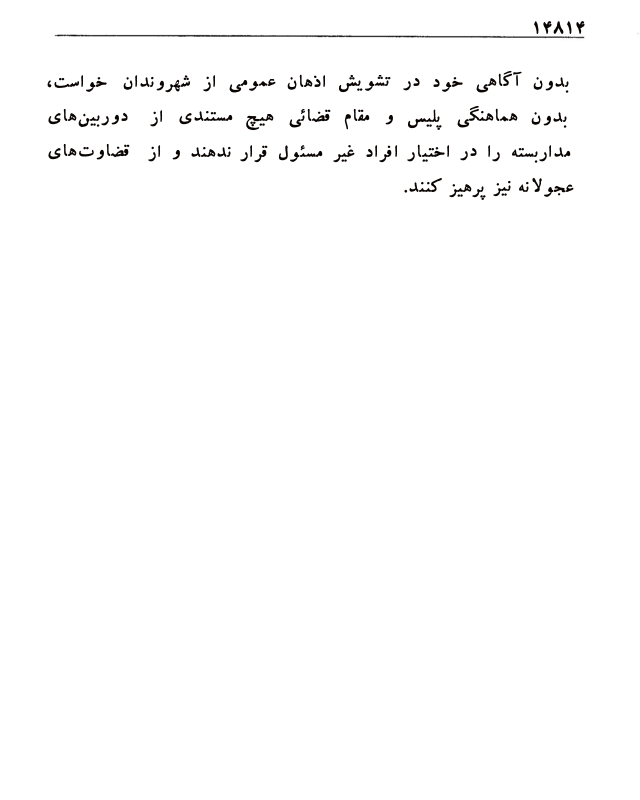 ۱۴۸۱۴
بدون آگاهی خود در تشویش اذهان عمومی از شهروندان خواست،
بدون هماهنگی پلیس و مقام قضائی هیچ مستندی از دوربین‌های
مداربسته را در اختیار افراد غیر مسئول قرار ندهند و از قضاوت‌های
عجولانه نیز پرهیز کنند.